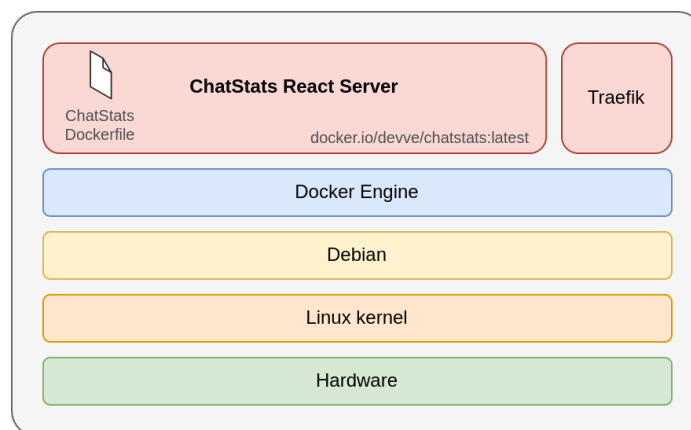 ChatStats React Server
ChatStats
Dockerfile
docker.io/devve/chatstats:latest
Traefik
Docker Engine
Debian
Linux kernel
Hardware